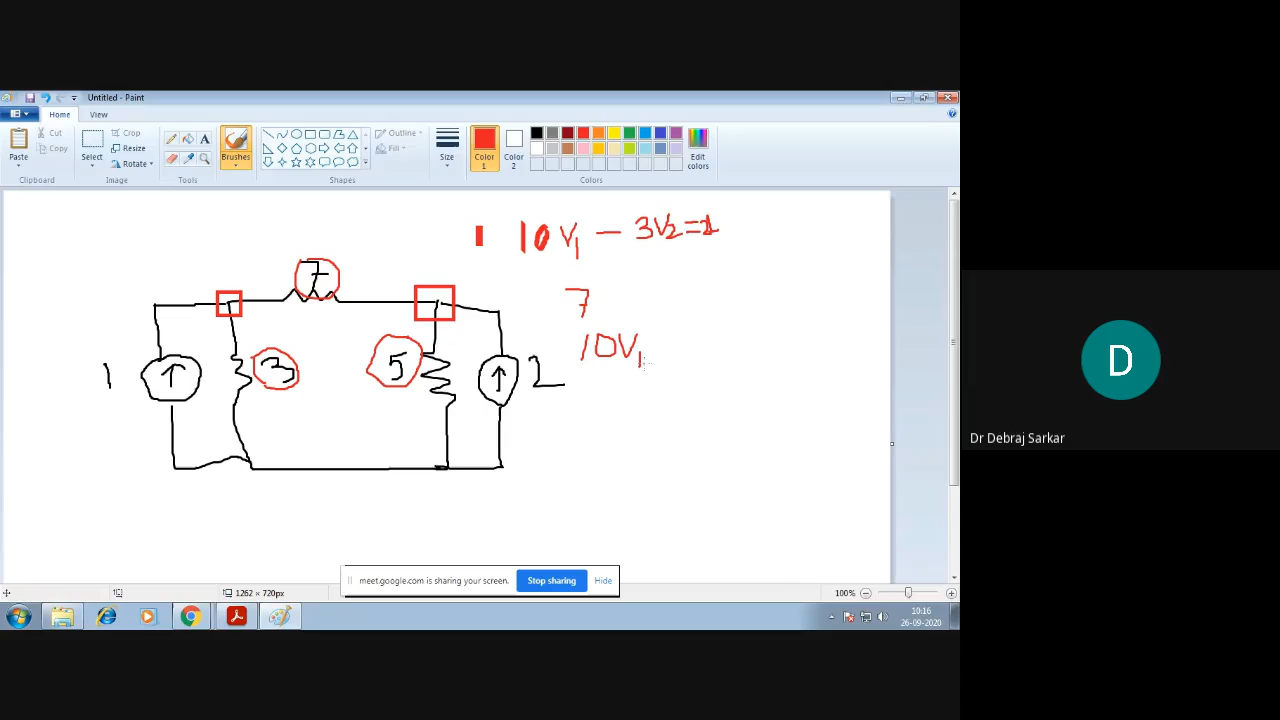 Untitled - Paint
Home
View
Paste
Cut
Copy
Clipboard
Select
Crop
Resize
Rotate
Image
A
Tools
Brushes
Outline
Fill
Shapes
Size
Color 1
Color 2
Edit colors
Colors
10V1 - 3V2 =
7
7
10V1
1
3
5
2
D
Dr Debraj Sarkar
meet.google.com is sharing your screen.
Stop sharing
Hide
1262 × 720px
100%
10:16
26-09-2020